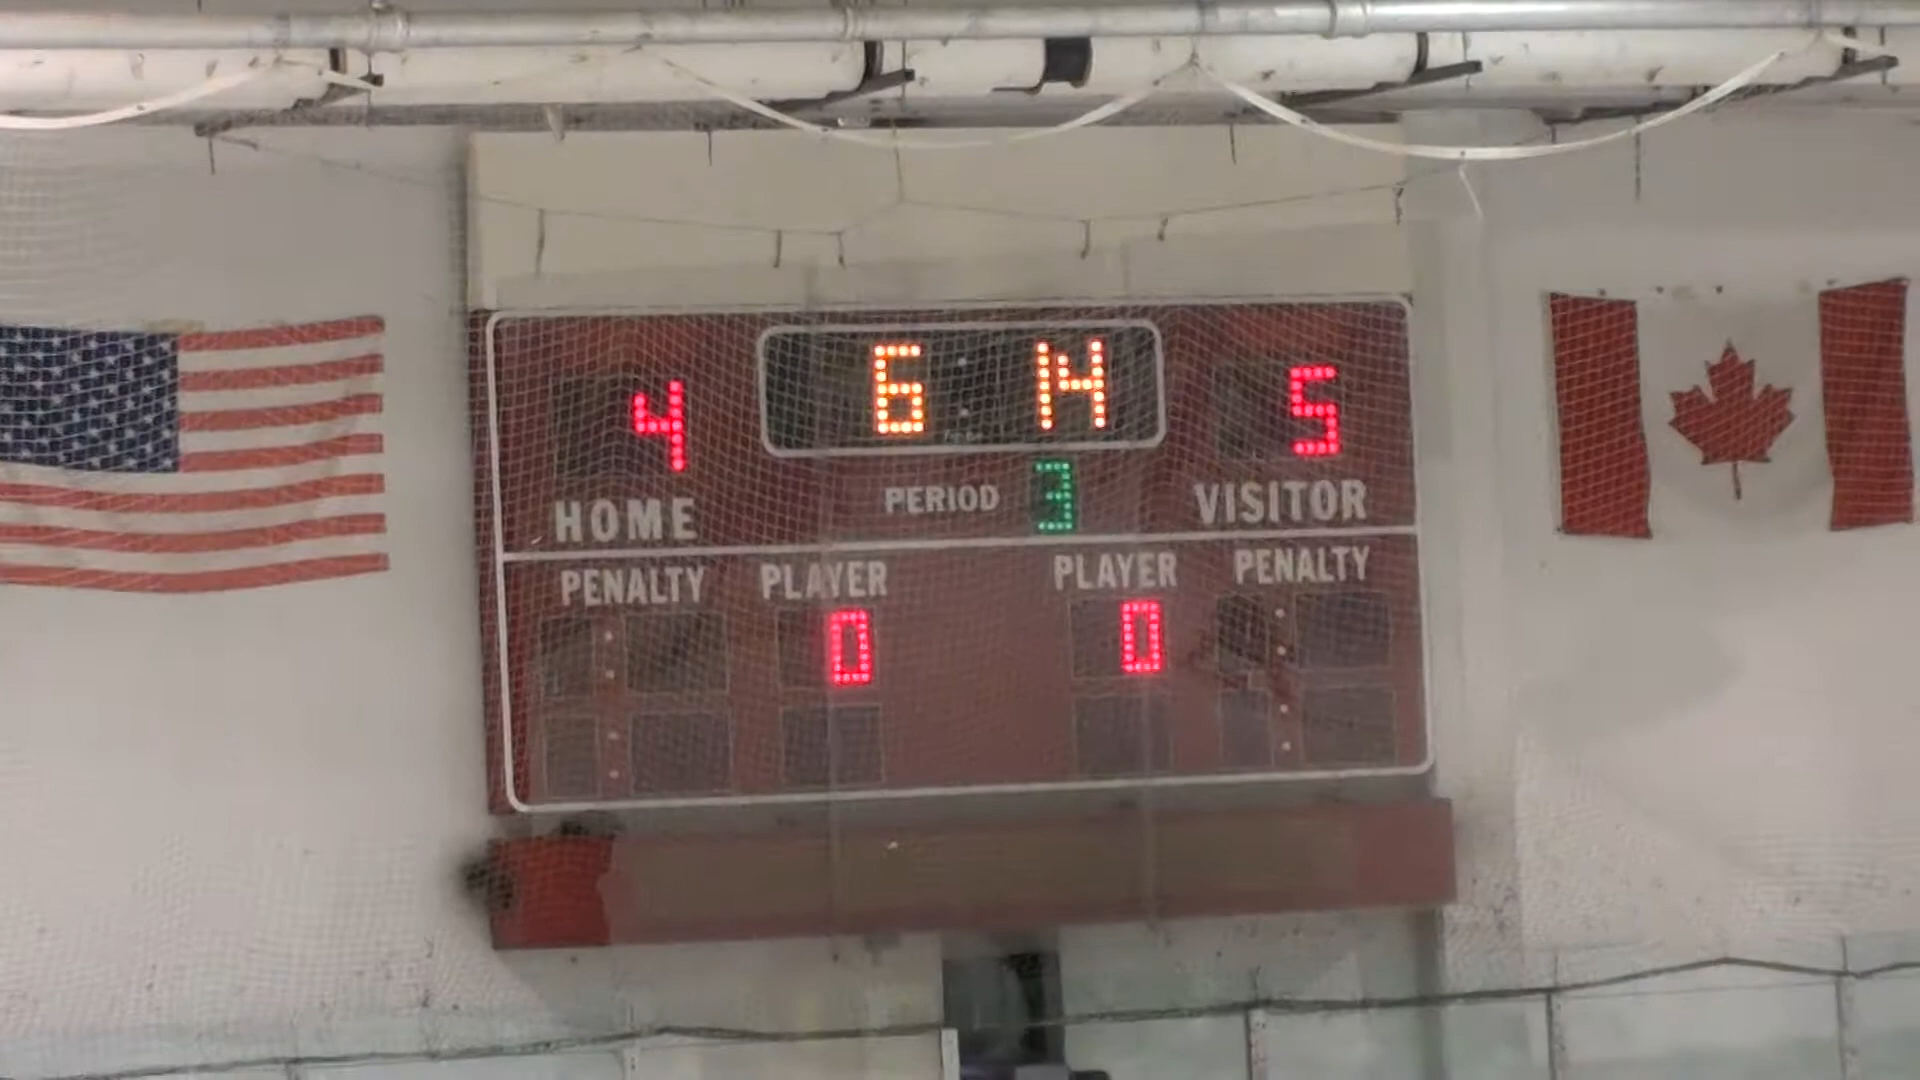 6 14
4 5
HOME PERIOD 3 VISITOR
PENALTY PLAYER PLAYER PENALTY
0 0